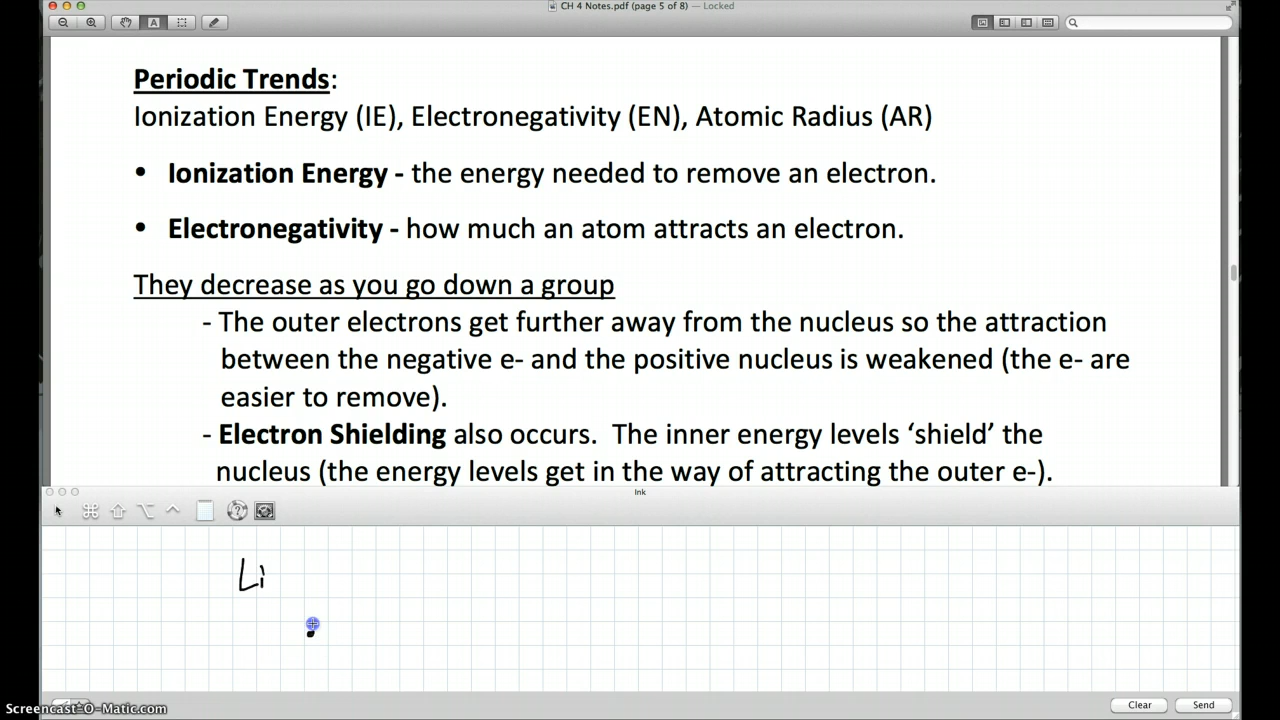 CH 4 Notes.pdf (page 5 of 8) — Locked
Periodic Trends:
Ionization Energy (IE), Electronegativity (EN), Atomic Radius (AR)
• Ionization Energy - the energy needed to remove an electron.
• Electronegativity - how much an atom attracts an electron.
They decrease as you go down a group
- The outer electrons get further away from the nucleus so the attraction
between the negative e- and the positive nucleus is weakened (the e- are
easier to remove).
- Electron Shielding also occurs.  The inner energy levels ‘shield’ the
nucleus (the energy levels get in the way of attracting the outer e-).
Ink
Li
Clear
Send
Screencast-O-Matic.com